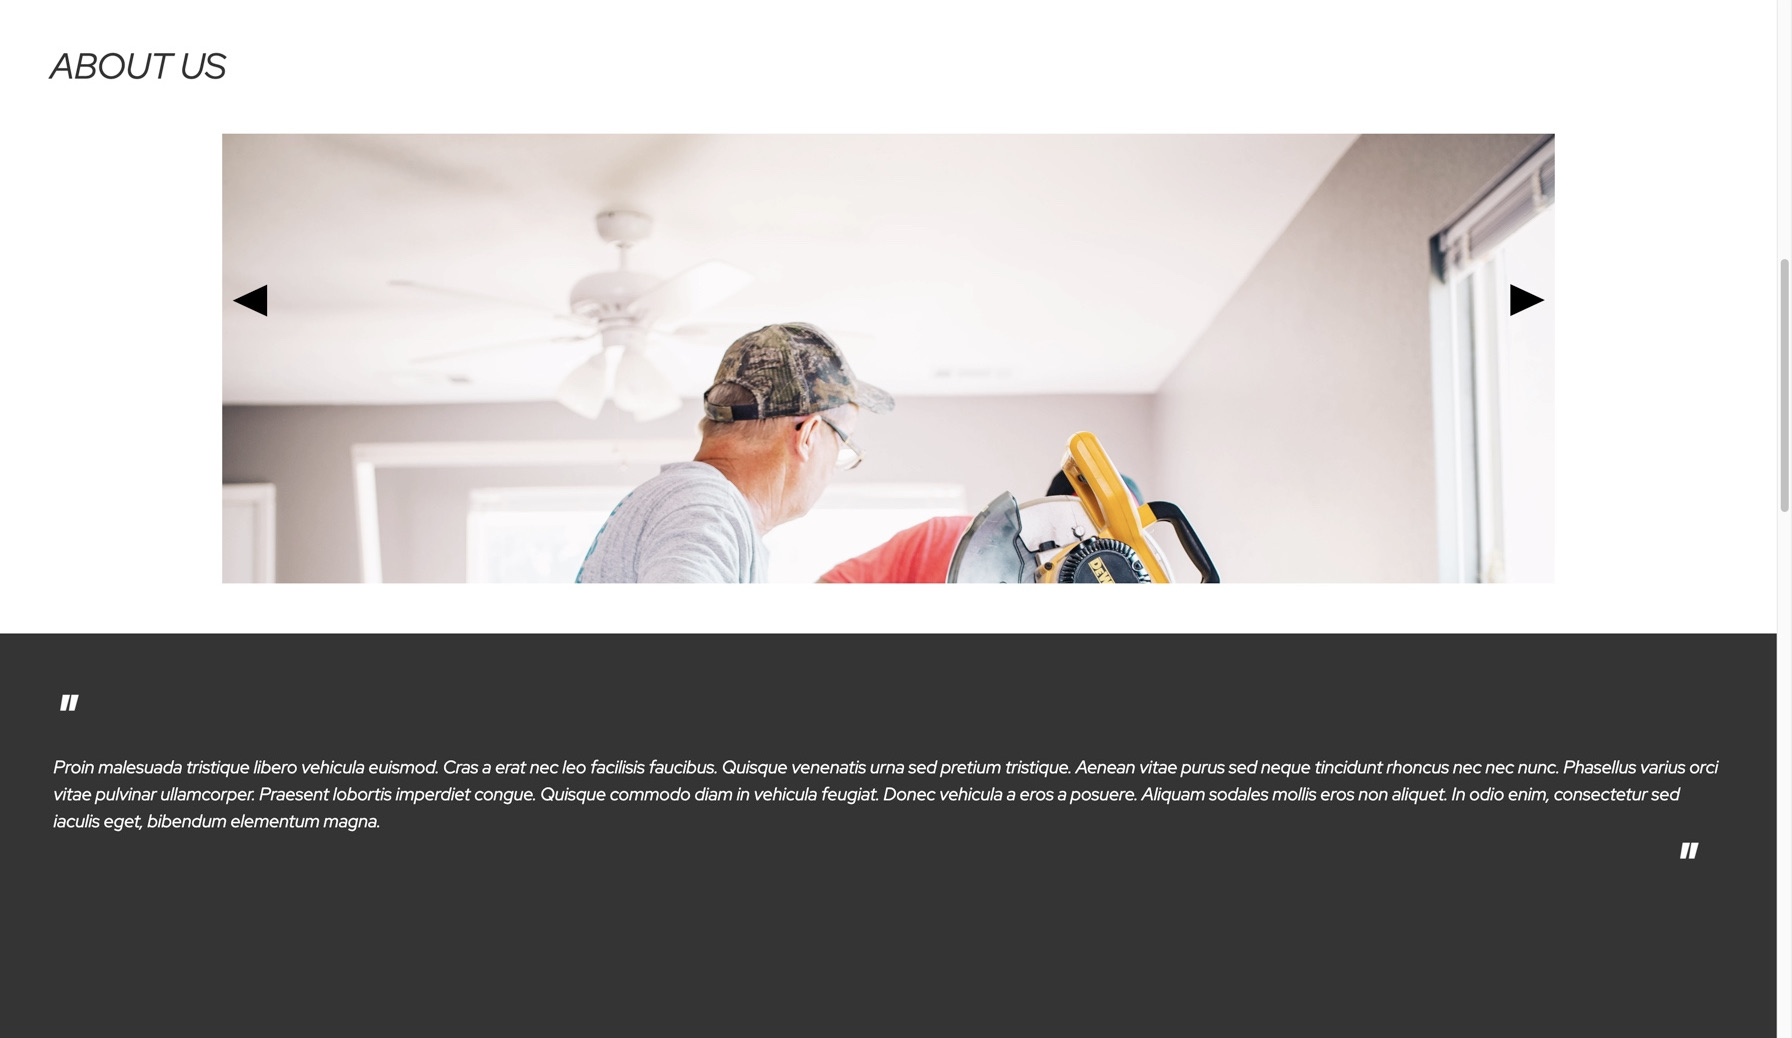 ABOUT US
"
Proin malesuada tristique libero vehicula euismod. Cras a erat nec leo facilisis faucibus. Quisque venenatis urna sed pretium tristique. Aenean vitae purus sed neque tincidunt rhoncus nec nec nunc. Phasellus varius orci
vitae pulvinar ullamcorper. Praesent lobortis imperdiet congue. Quisque commodo diam in vehicula feugiat. Donec vehicula a eros a posuere. Aliquam sodales mollis eros non aliquet. In odio enim, consectetur sed
iaculis eget, bibendum elementum magna.
"